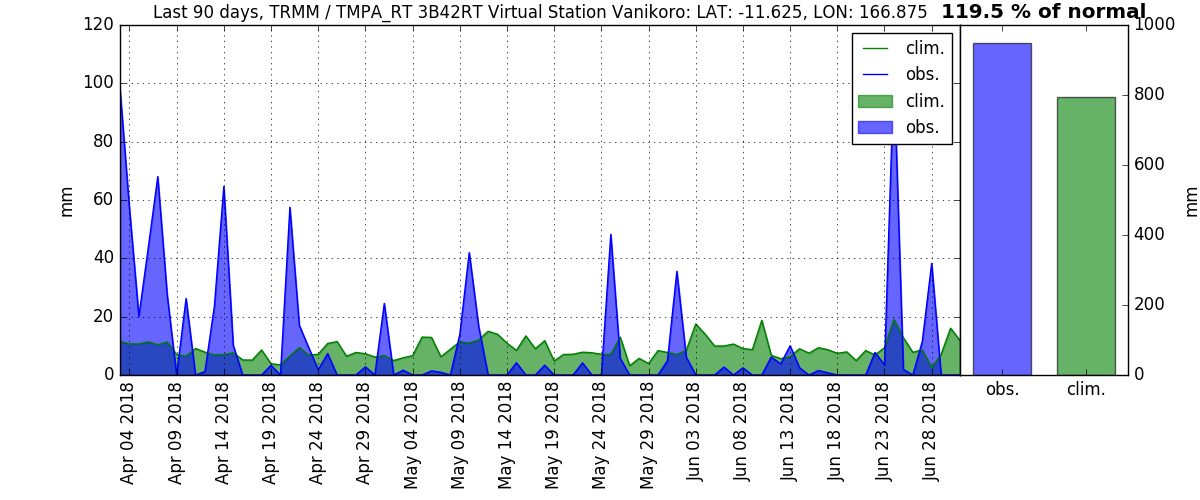 Last 90 days, TRMM / TMPA_RT 3B42RT Virtual Station Vanikoro: LAT: -11.625, LON: 166.875 119.5 % of normal
120
100
80
60
40
20
0
mm
clim.
obs.
clim.
obs.
Apr 04 2018
Apr 09 2018
Apr 14 2018
Apr 19 2018
Apr 24 2018
Apr 29 2018
May 04 2018
May 09 2018
May 14 2018
May 19 2018
May 24 2018
May 29 2018
Jun 03 2018
Jun 08 2018
Jun 13 2018
Jun 18 2018
Jun 23 2018
Jun 28 2018
1000
800
600
400
200
0
mm
obs.
clim.